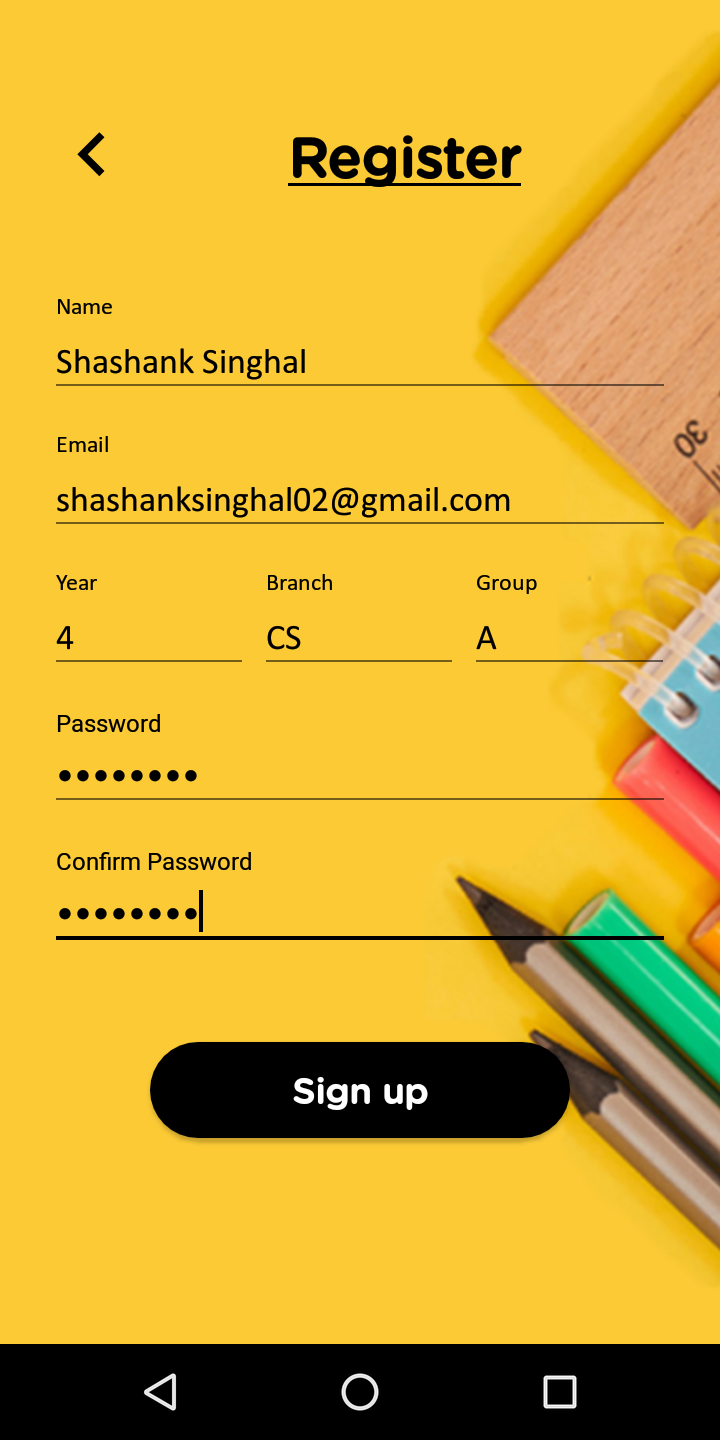 Register
Name
Shashank Singhal
Email
shashanksinghal02@gmail.com
Year Branch Group
4 CS A
Password
••••••••
Confirm Password
••••••••
Sign up
30